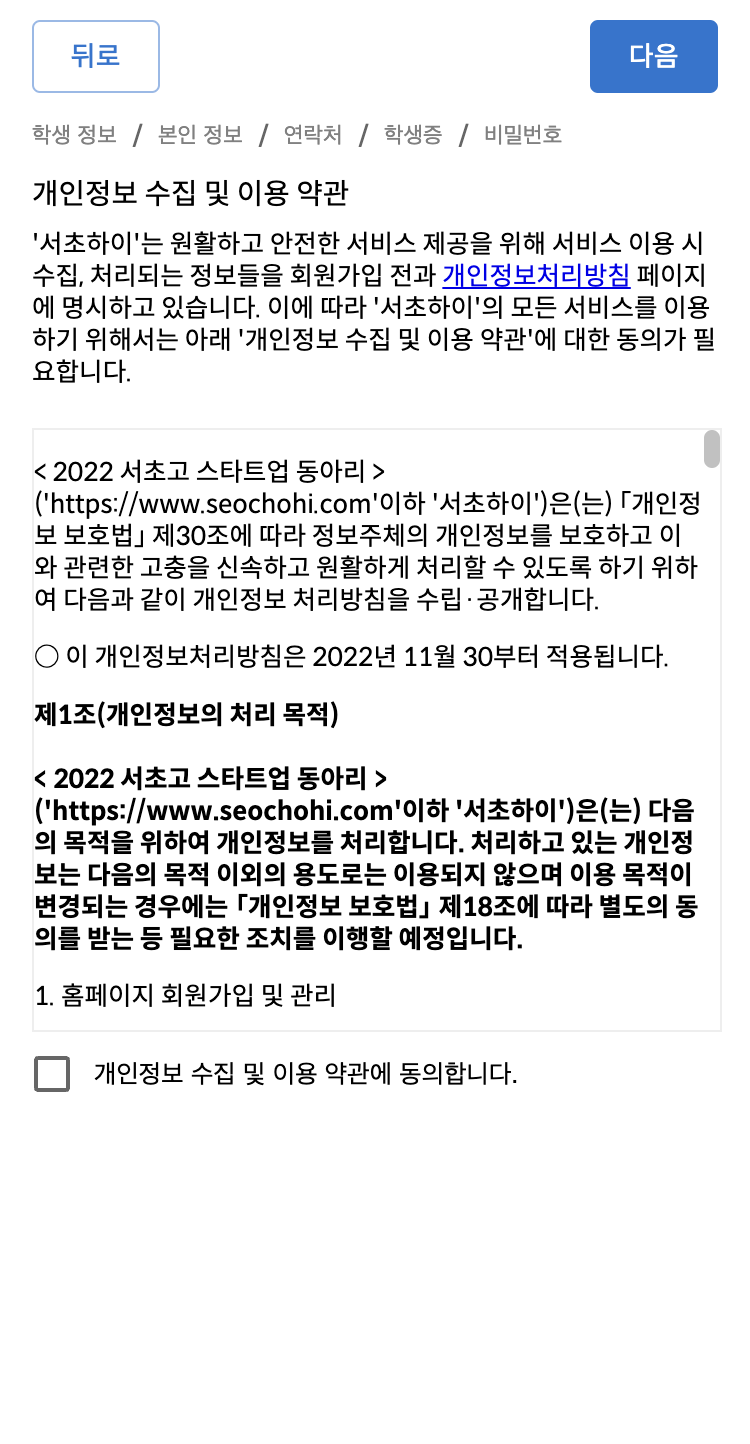 뒤로
다음
학생 정보 / 본인 정보 / 연락처 / 학생증 / 비밀번호
개인정보 수집 및 이용 약관
'서초하이'는 원활하고 안전한 서비스 제공을 위해 서비스 이용 시
수집, 처리되는 정보들을 회원가입 전과 개인정보처리방침 페이지
에 명시하고 있습니다. 이에 따라 '서초하이'의 모든 서비스를 이용
하기 위해서는 아래 '개인정보 수집 및 이용 약관'에 대한 동의가 필
요합니다.
< 2022 서초고 스타트업 동아리 >
('https://www.seochohi.com'이하 '서초하이')은(는) 「개인정
보 보호법」 제30조에 따라 정보주체의 개인정보를 보호하고 이
와 관련한 고충을 신속하고 원활하게 처리할 수 있도록 하기 위하
여 다음과 같이 개인정보 처리방침을 수립·공개합니다.
○ 이 개인정보처리방침은 2022년 11월 30부터 적용됩니다.
제1조(개인정보의 처리 목적)
< 2022 서초고 스타트업 동아리 >
('https://www.seochohi.com'이하 '서초하이')은(는) 다음
의 목적을 위하여 개인정보를 처리합니다. 처리하고 있는 개인정
보는 다음의 목적 이외의 용도로는 이용되지 않으며 이용 목적이
변경되는 경우에는 「개인정보 보호법」 제18조에 따라 별도의 동
의를 받는 등 필요한 조치를 이행할 예정입니다.
1. 홈페이지 회원가입 및 관리
개인정보 수집 및 이용 약관에 동의합니다.